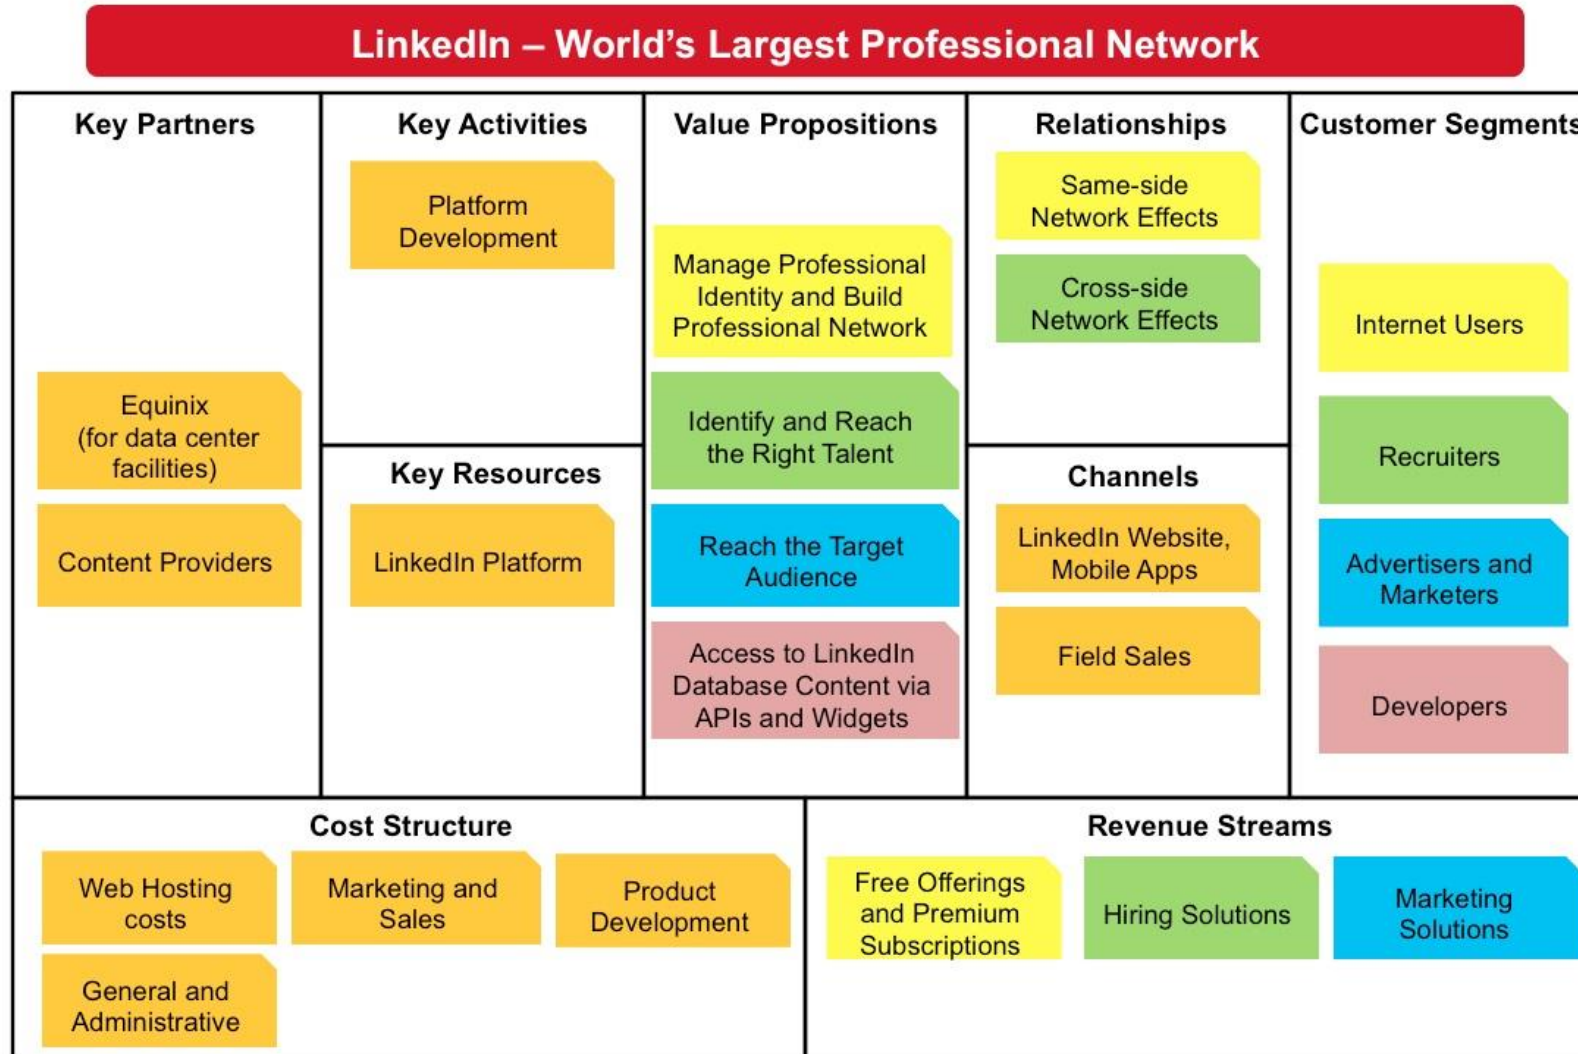 LinkedIn – World's Largest Professional Network
Key Partners
Equinix
(for data center
facilities)
Content Providers
Key Activities
Platform
Development
Key Resources
LinkedIn Platform
Value Propositions
Manage Professional
Identity and Build
Professional Network
Identify and Reach
the Right Talent
Reach the Target
Audience
Access to LinkedIn
Database Content via
APIs and Widgets
Relationships
Same-side
Network Effects
Cross-side
Network Effects
Channels
LinkedIn Website,
Mobile Apps
Field Sales
Customer Segments
Internet Users
Recruiters
Advertisers and
Marketers
Developers
Cost Structure
Web Hosting
costs
Marketing and
Sales
Product
Development
General and
Administrative
Revenue Streams
Free Offerings
and Premium
Subscriptions
Hiring Solutions
Marketing
Solutions